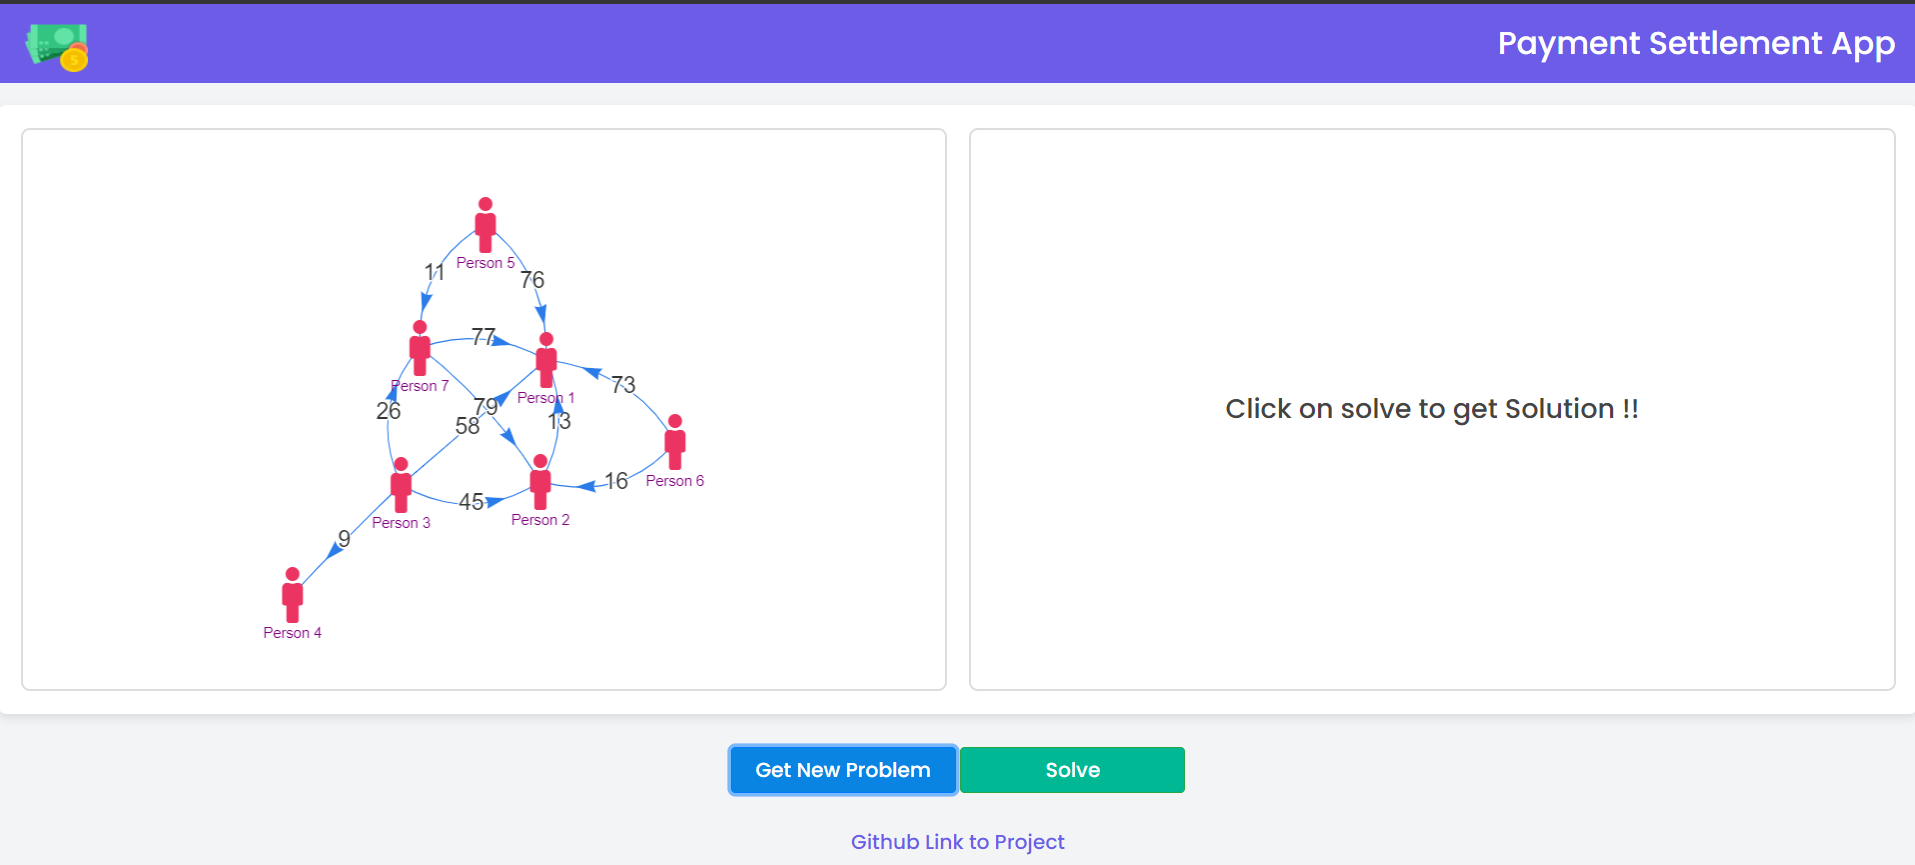 Payment Settlement App
Person 5
11
76
77
Person 7
Person 1
73
26
79
58
13
16
Person 6
45
Person 3
Person 2
9
Person 4
Click on solve to get Solution !!
Get New Problem
Solve
Github Link to Project